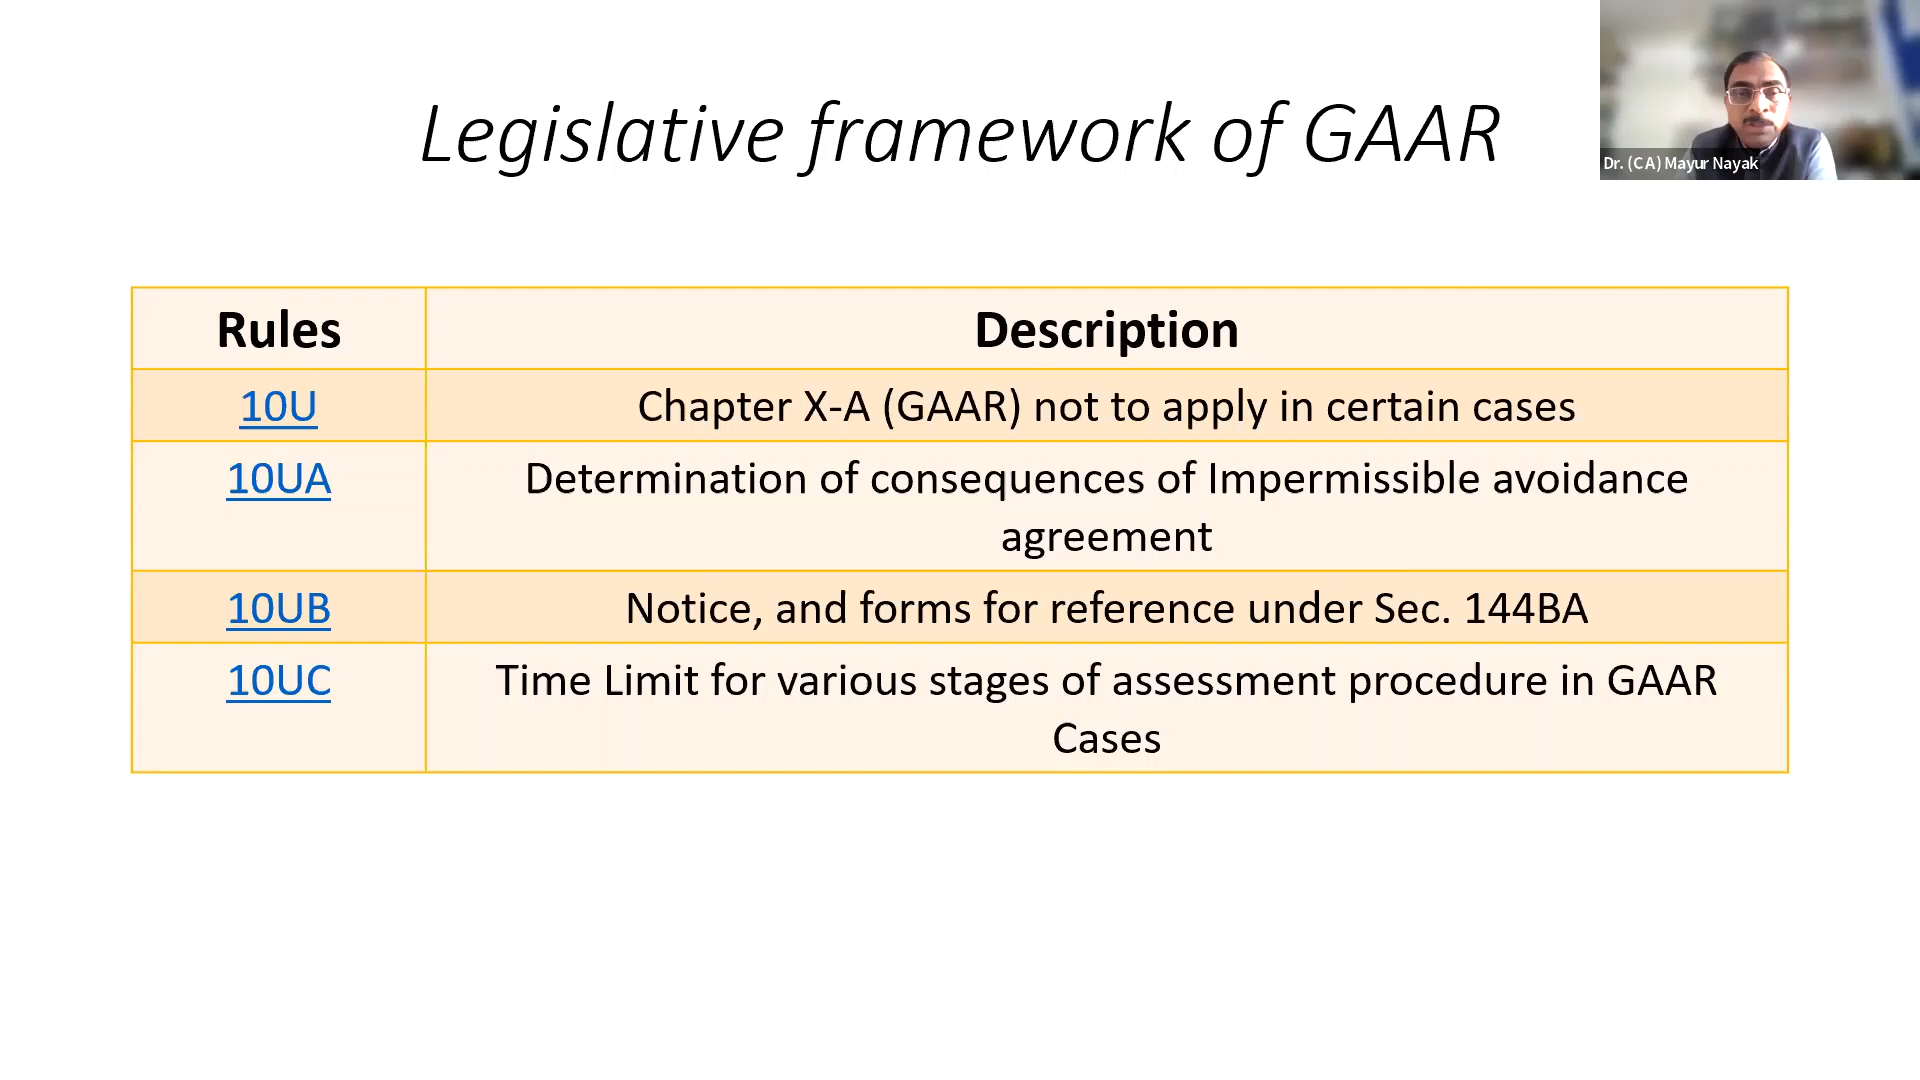 Legislative framework of GAAR
Dr. (CA) Mayur Nayak
Rules Description
10U Chapter X-A (GAAR) not to apply in certain cases
10UA Determination of consequences of Impermissible avoidance
agreement
10UB Notice, and forms for reference under Sec. 144BA
10UC Time Limit for various stages of assessment procedure in GAAR
Cases